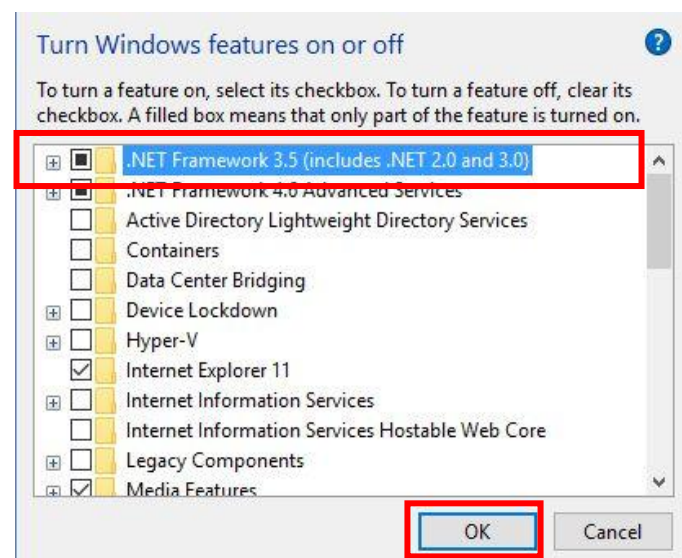 Turn Windows features on or off
?
To turn a feature on, select its checkbox. To turn a feature off, clear its
checkbox. A filled box means that only part of the feature is turned on.
.NET Framework 3.5 (includes .NET 2.0 and 3.0)
.NET Framework 4.6 Advanced Services
Active Directory Lightweight Directory Services
Containers
Data Center Bridging
Device Lockdown
Hyper-V
Internet Explorer 11
Internet Information Services
Internet Information Services Hostable Web Core
Legacy Components
Media Features
OK
Cancel